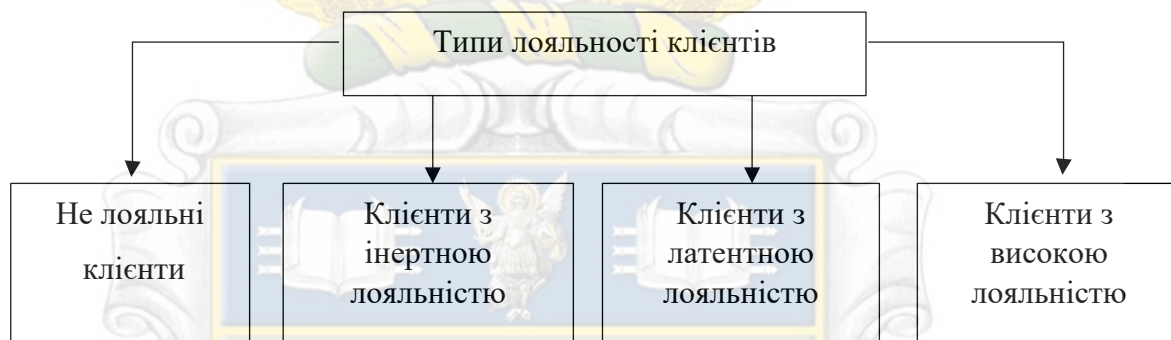 Типи лояльності клієнтів
Не лояльні
клієнти
Клієнти з
інертною
лояльністю
Клієнти з
латентною
лояльністю
Клієнти з
високою
лояльністю